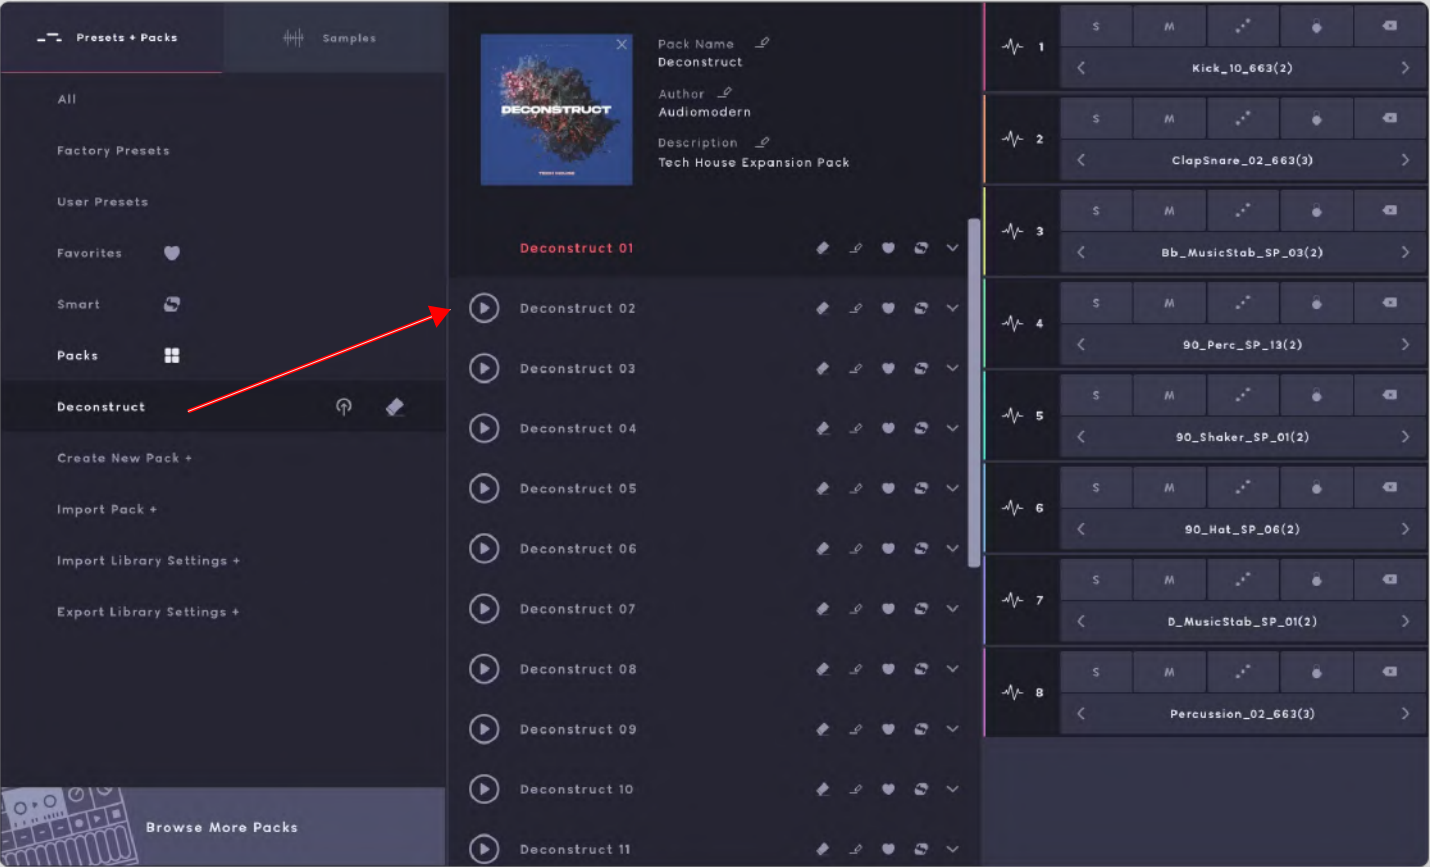 Presets + Packs
Samples
All
Factory Presets
User Presets
Favorites
Smart
Packs
Deconstruct
Create New Pack +
Import Pack +
Import Library Settings +
Export Library Settings +
Browse More Packs
DECONSTRUCT
TECH HOUSE
Pack Name
Deconstruct
Author
Audiomodern
Description
Tech House Expansion Pack
Deconstruct 01
Deconstruct 02
Deconstruct 03
Deconstruct 04
Deconstruct 05
Deconstruct 06
Deconstruct 07
Deconstruct 08
Deconstruct 09
Deconstruct 10
Deconstruct 11
1 S M
Kick_10_663(2)
2 S M
ClapSnare_02_663(3)
3 S M
Bb_MusicStab_SP_03(2)
4 S M
90_Perc_SP_13(2)
5 S M
90_Shaker_SP_01(2)
6 S M
90_Hat_SP_06(2)
7 S M
D_MusicStab_SP_01(2)
8 S M
Percussion_02_663(3)